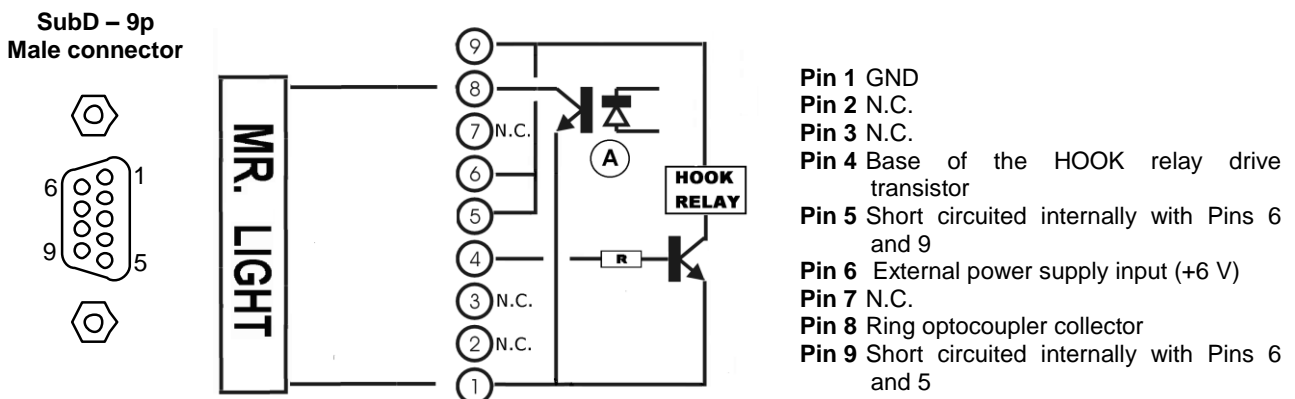 SubD – 9p
Male connector
6
1
9
5
MR. LIGHT
9
8
7 N.C.
6
5
4
3 N.C.
2 N.C.
1
A
HOOK
RELAY
R
Pin 1 GND
Pin 2 N.C.
Pin 3 N.C.
Pin 4 Base of the HOOK relay drive
transistor
Pin 5 Short circuited internally with Pins 6
and 9
Pin 6 External power supply input (+6 V)
Pin 7 N.C.
Pin 8 Ring optocoupler collector
Pin 9 Short circuited internally with Pins 6
and 5